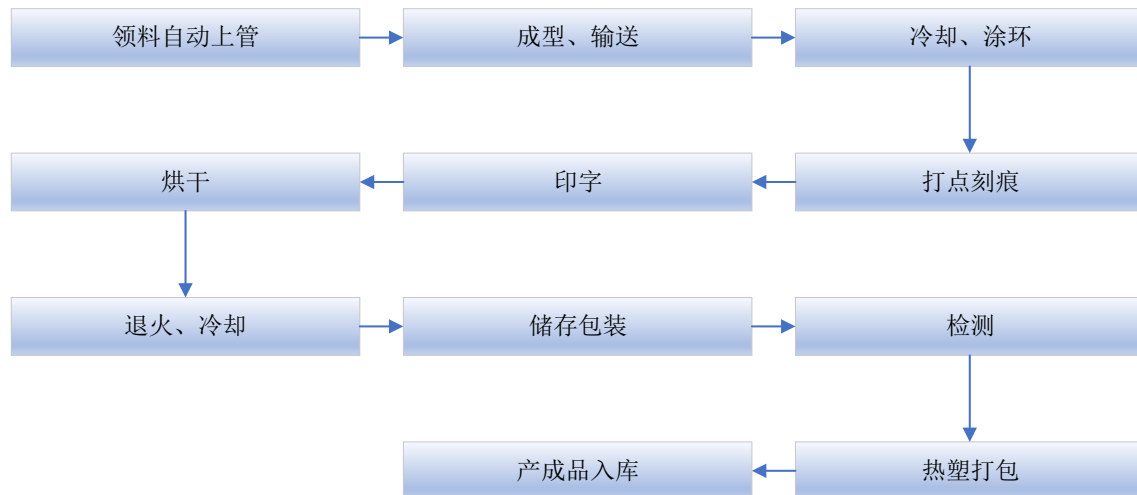 领料自动上管
成型、输送
冷却、涂环
打点刻痕
印字
烘干
退火、冷却
储存包装
检测
热塑打包
产成品入库